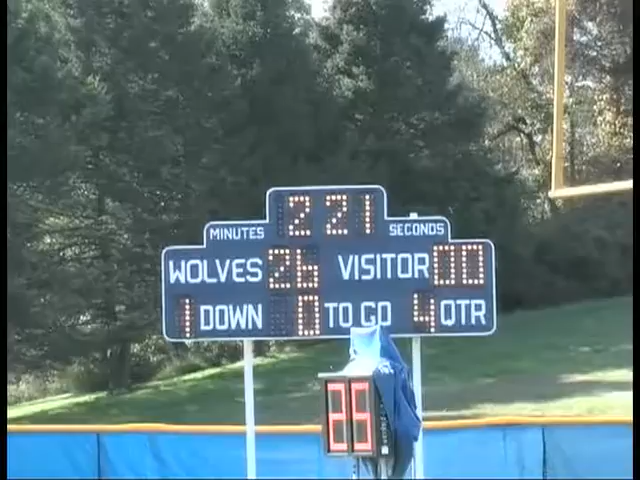 2 21
MINUTES SECONDS
WOLVES 26 VISITOR 00
1 DOWN 0 TO GO 4 QTR
25